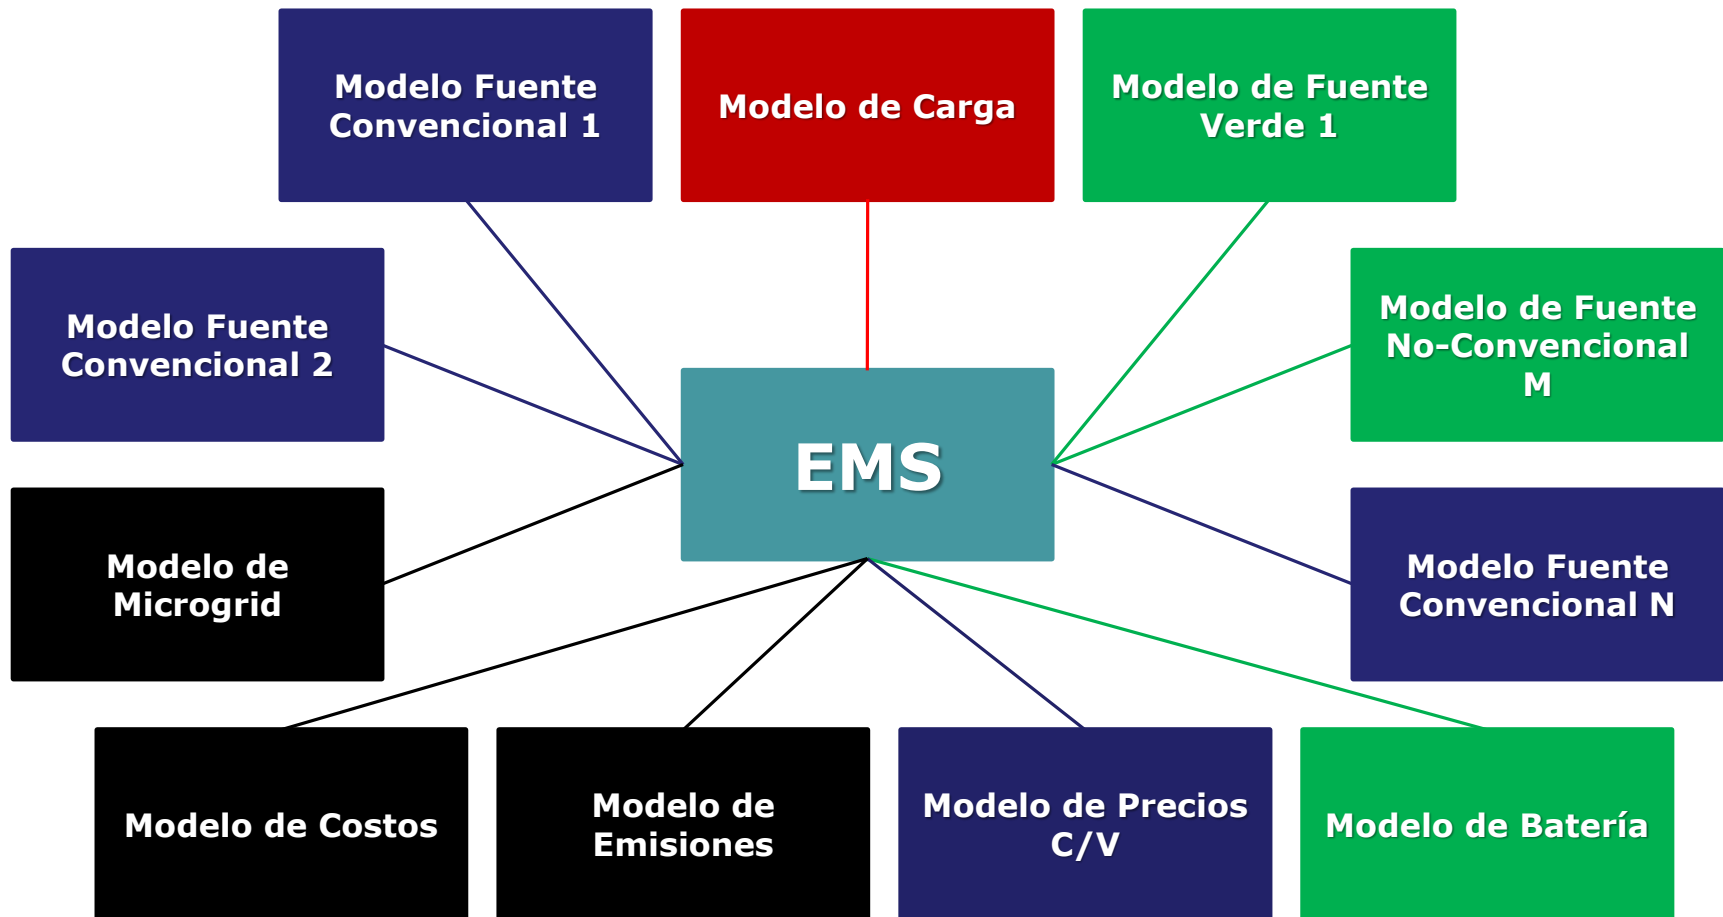 Modelo Fuente
Convencional 1
Modelo de Carga
Modelo de Fuente
Verde 1
Modelo Fuente
Convencional 2
Modelo de Fuente
No-Convencional
M
EMS
Modelo de
Microgrid
Modelo Fuente
Convencional N
Modelo de Costos
Modelo de
Emisiones
Modelo de Precios
C/V
Modelo de Batería